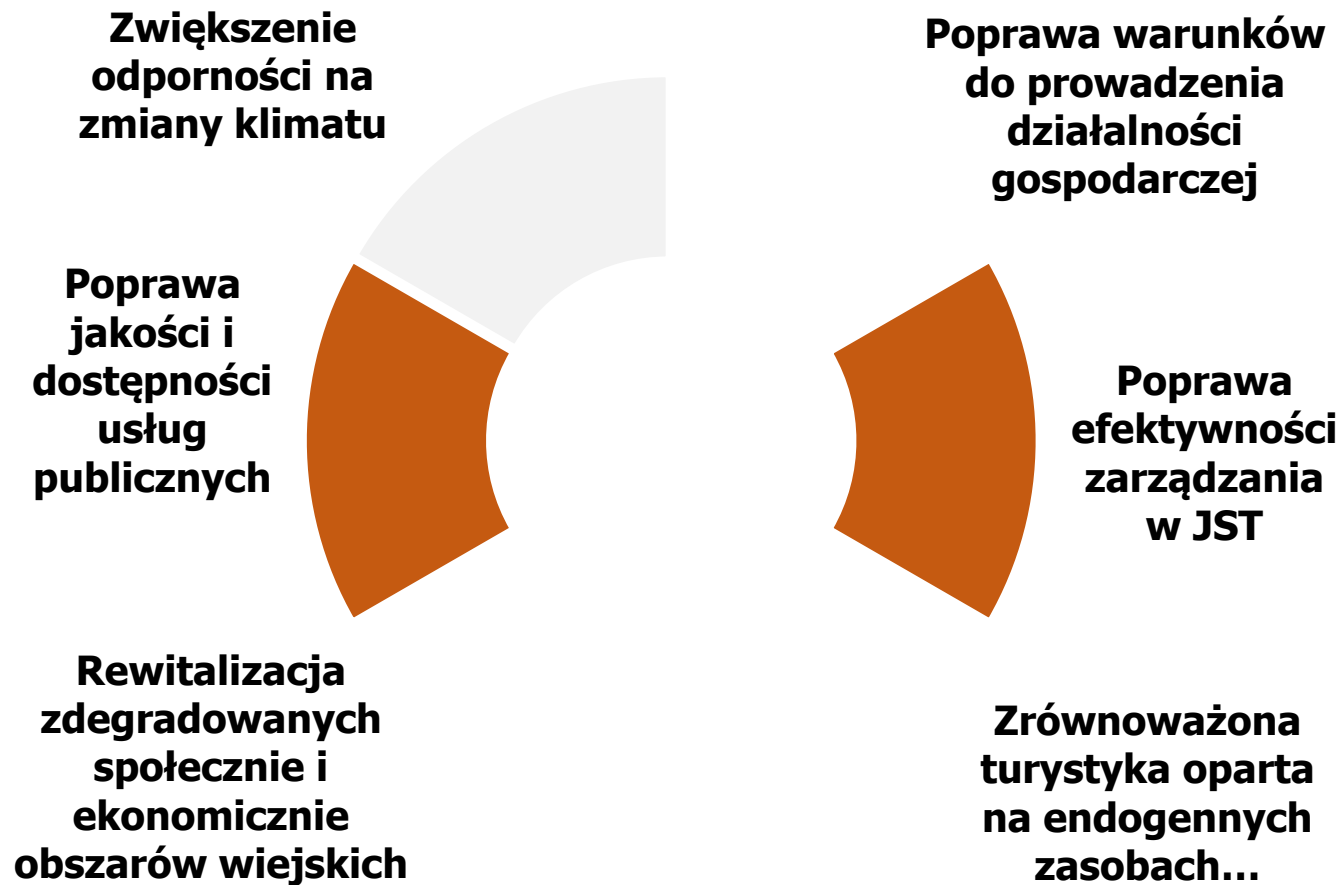 Zwiększenie
odporności na
zmiany klimatu
Poprawa warunków
do prowadzenia
działalności
gospodarczej
Poprawa
jakości i
dostępności
usług
publicznych
Poprawa
efektywności
zarządzania
w JST
Rewitalizacja
zdegradowanych
społecznie i
ekonomicznie
obszarów wiejskich
Zrównoważona
turystyka oparta
na endogennych
zasobach...